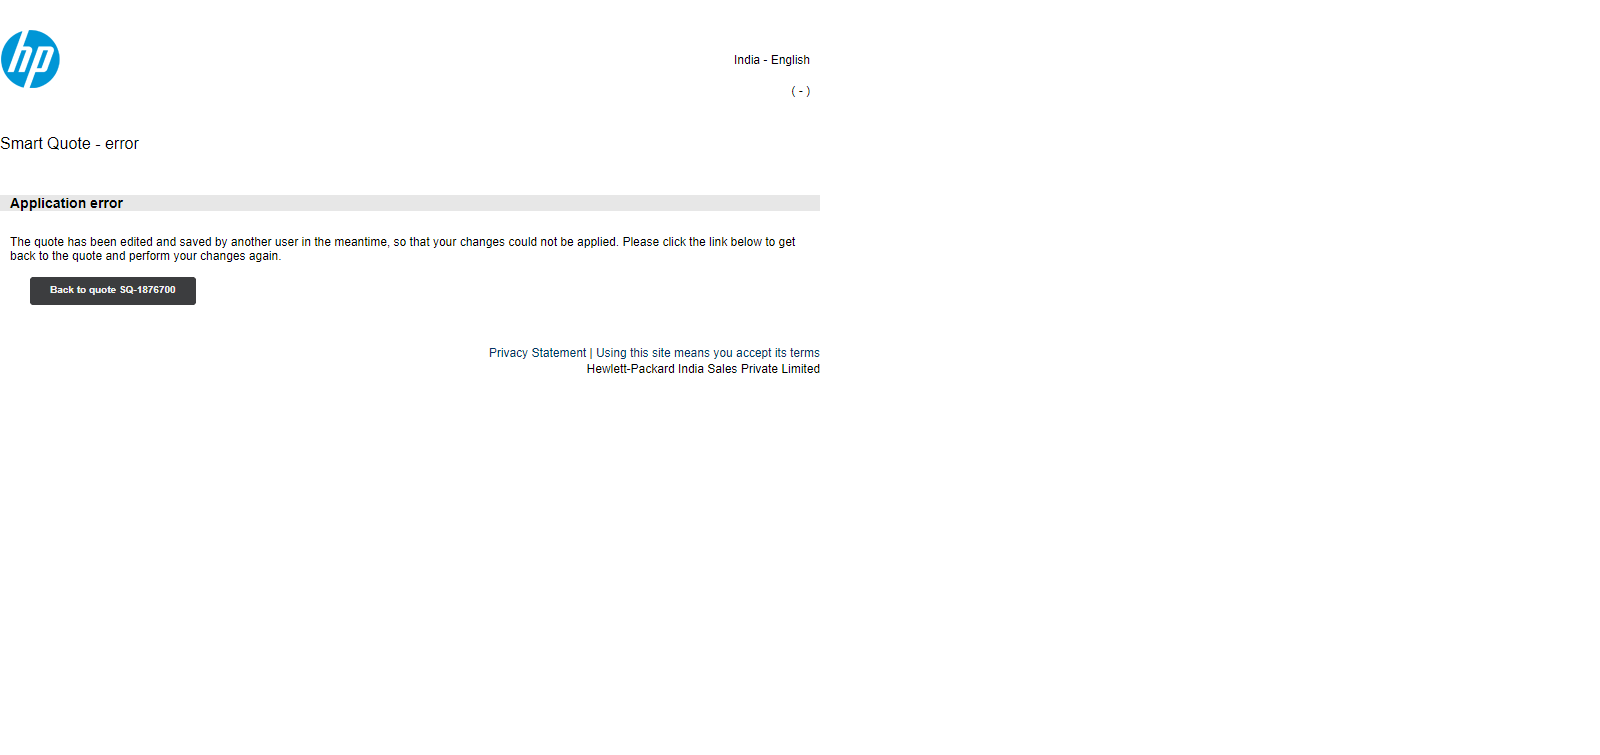 hp
India - English
( - )
Smart Quote - error
Application error
The quote has been edited and saved by another user in the meantime, so that your changes could not be applied. Please click the link below to get
back to the quote and perform your changes again.
Back to quote SQ-1876700
Privacy Statement | Using this site means you accept its terms
Hewlett-Packard India Sales Private Limited